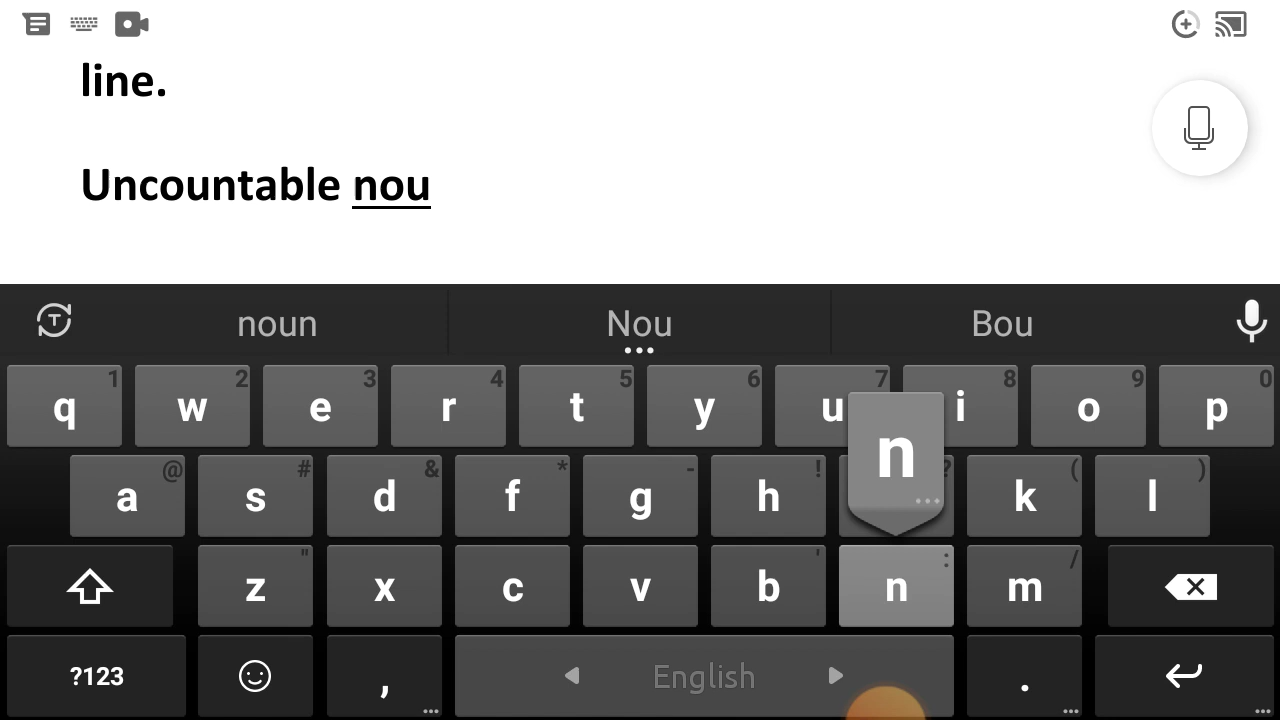 line.
Uncountable nou
noun Nou Bou
1 2 3 4 5 6 7 8 9 0
q w e r t y u i o p
n
@ # & * - ! ? ( )
a s d f g h k l
" ' : /
z x c v b n m
?123 , English .